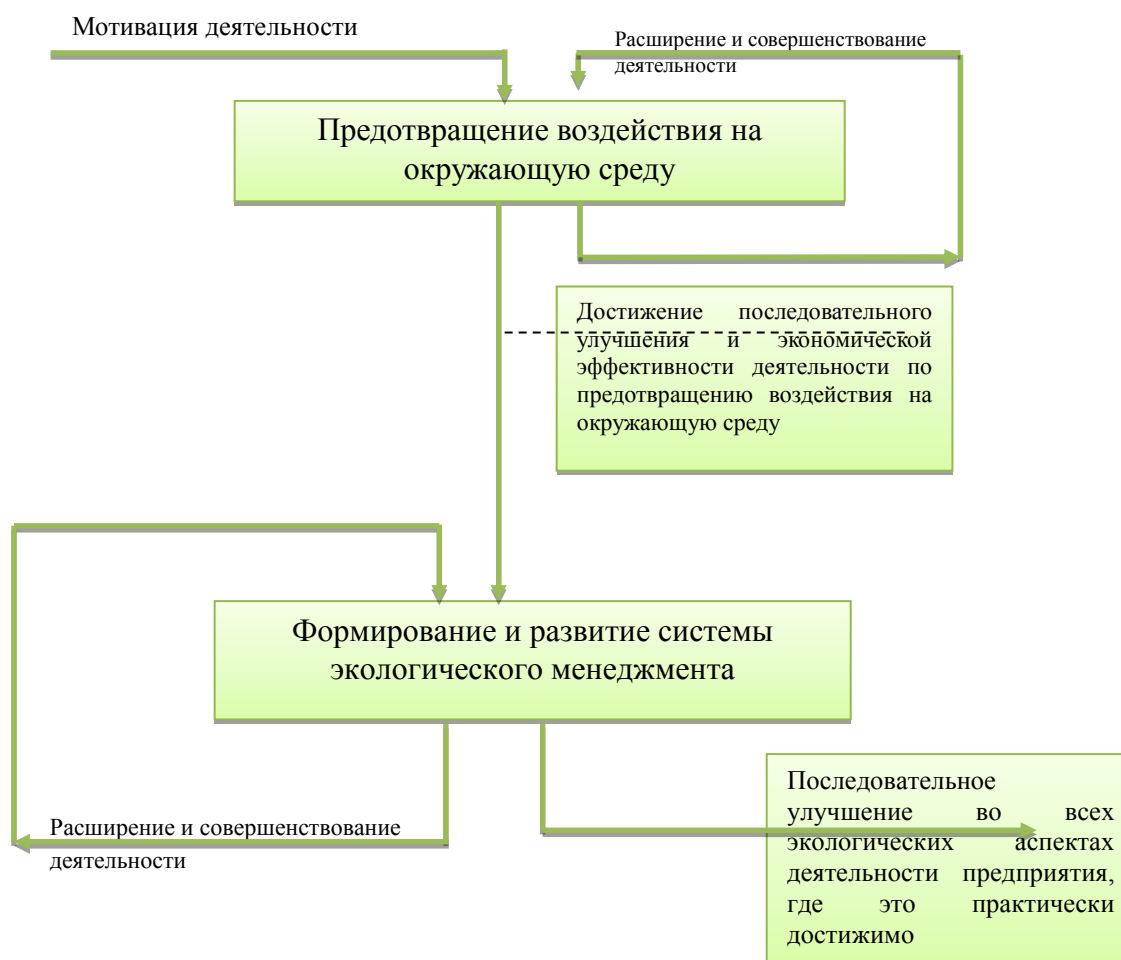 Мотивация деятельности
Расширение и совершенствование
деятельности
Предотвращение воздействия на
окружающую среду
Достижение последовательного
улучшения и экономической
эффективности деятельности по
предотвращению воздействия на
окружающую среду
Формирование и развитие системы
экологического менеджмента
Расширение и совершенствование
деятельности
Последовательное
улучшение во всех
экологических аспектах
деятельности предприятия,
где это практически
достижимо